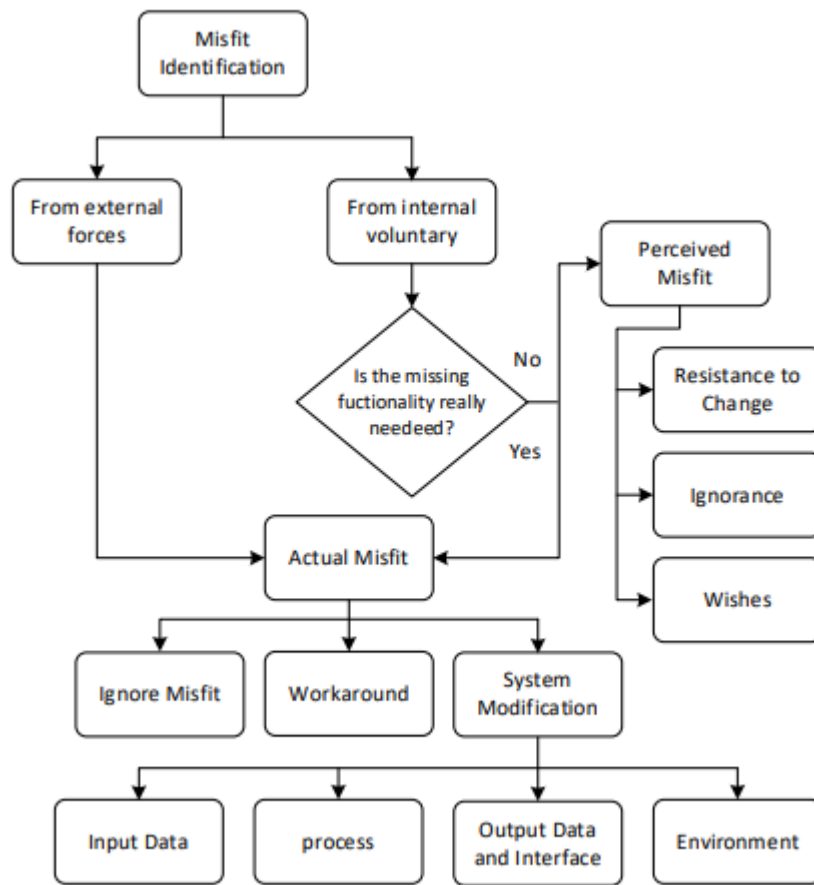 Misfit
Identification
From external
forces
From internal
voluntary
Perceived
Misfit
Is the missing
fuctionality really
needeed?
No
Yes
Resistance to
Change
Ignorance
Wishes
Actual Misfit
Ignore Misfit
Workaround
System
Modification
Input Data
process
Output Data
and Interface
Environment